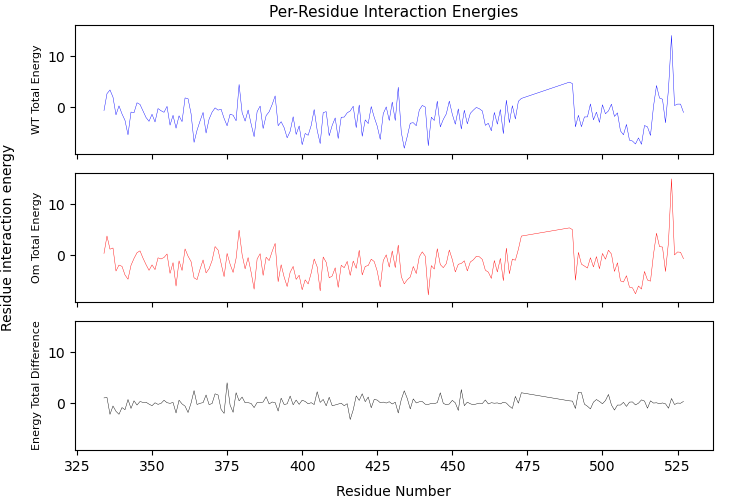 Per-Residue Interaction Energies
Residue interaction energy
WT Total Energy
10
0
Om Total Energy
10
0
Energy Total Difference
10
0
325 350 375 400 425 450 475 500 525
Residue Number